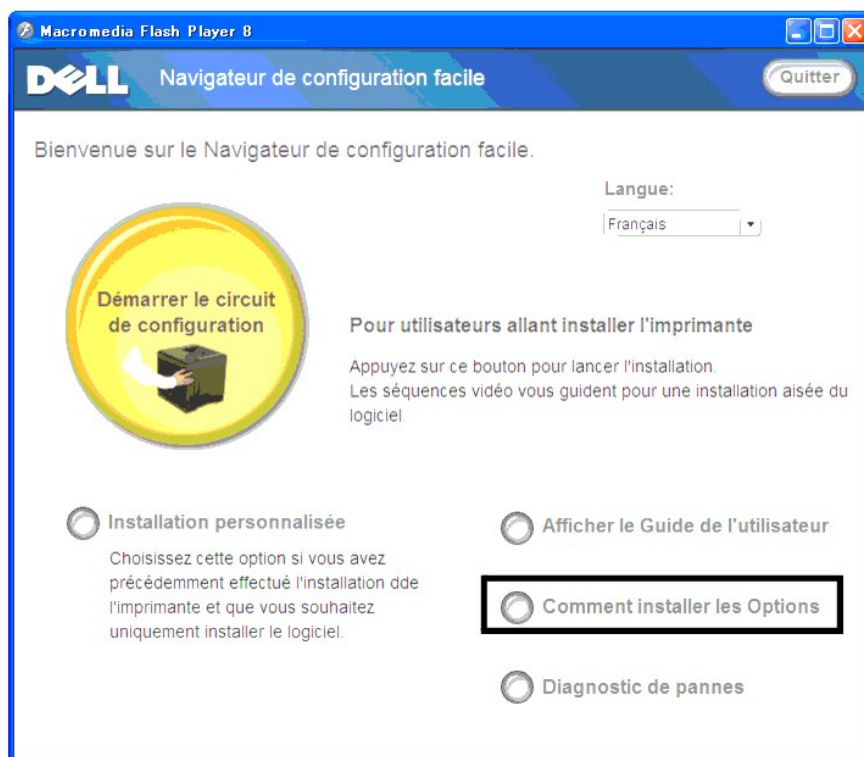 Macromedia Flash Player 8
DELL Navigateur de configuration facile Quitter
Bienvenue sur le Navigateur de configuration facile.
Langue:
Français
Démarrer le circuit
de configuration
Pour utilisateurs allant installer l'imprimante
Appuyez sur ce bouton pour lancer l'installation.
Les séquences vidéo vous guident pour une installation aisée du
logiciel.
Installation personnalisée
Choisissez cette option si vous avez
précédemment effectué l'installation dde
l'imprimante et que vous souhaitez
uniquement installer le logiciel.
Afficher le Guide de l'utilisateur
Comment installer les Options
Diagnostic de pannes